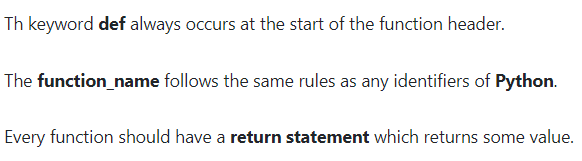 Th keyword def always occurs at the start of the function header.
The function_name follows the same rules as any identifiers of Python.
Every function should have a return statement which returns some value.